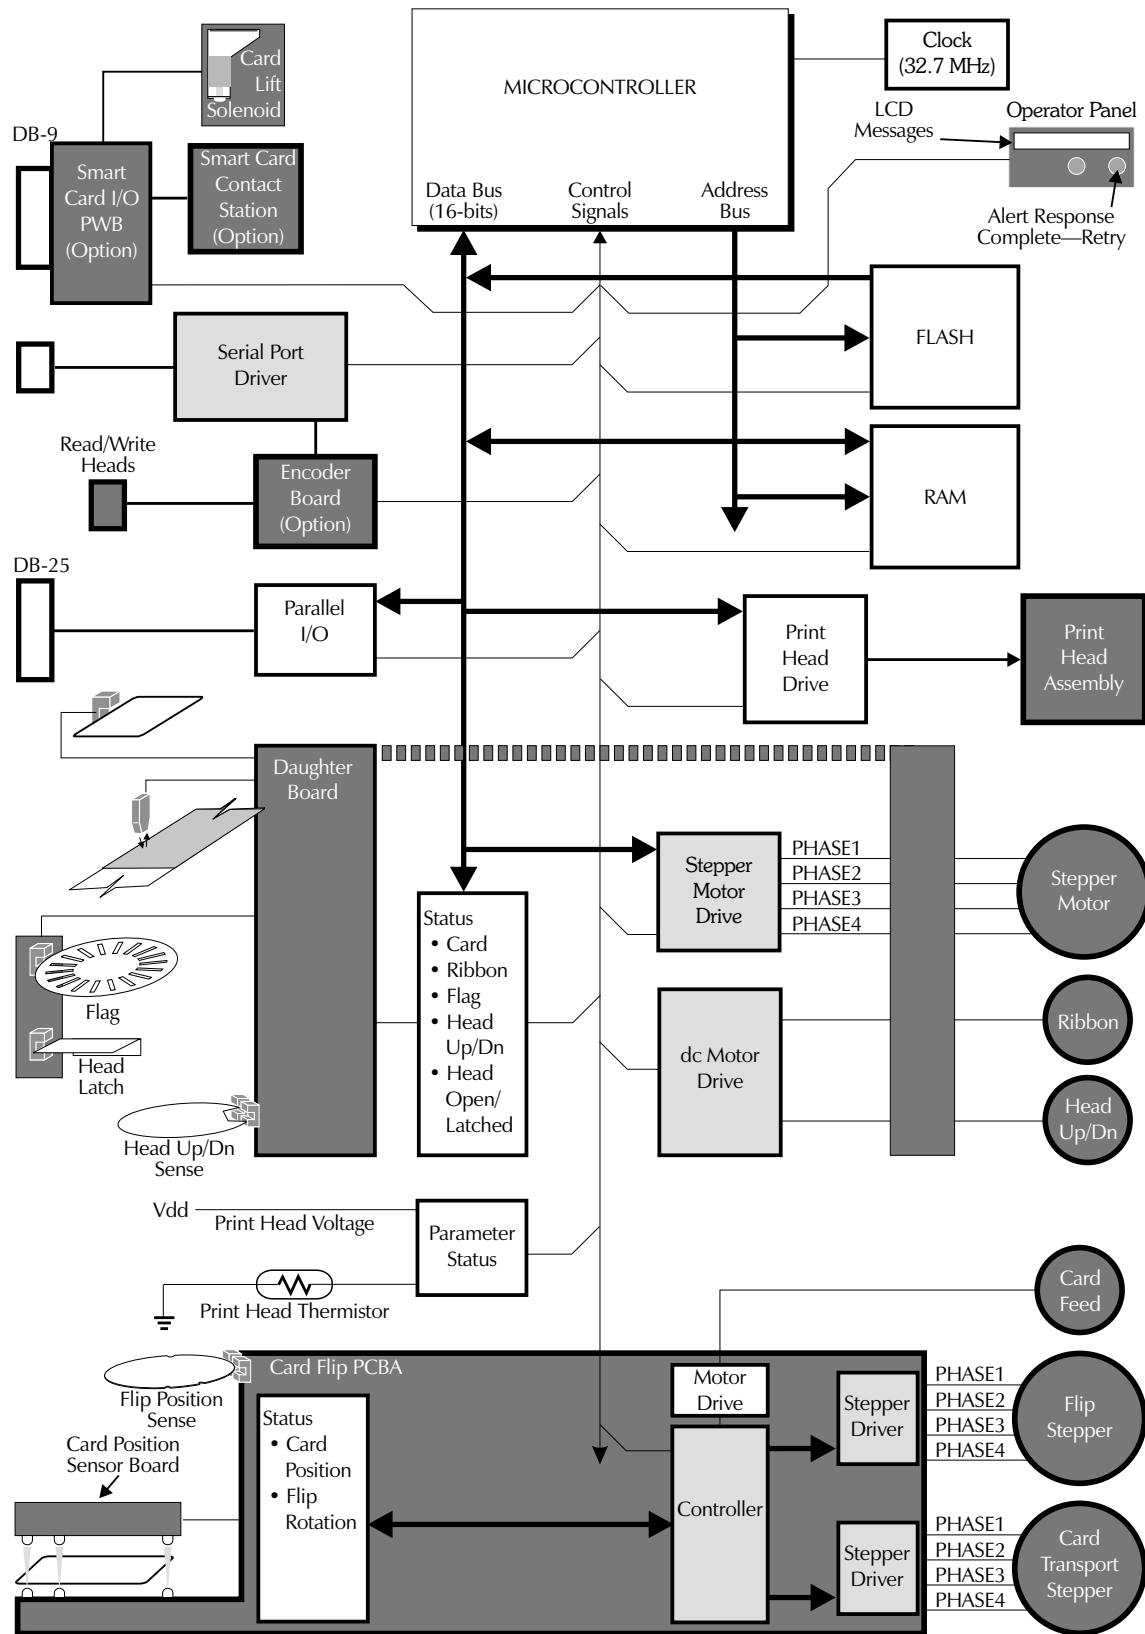 MICROCONTROLLER
Data Bus
(16-bits)
Control
Signals
Address
Bus
Clock
(32.7 MHz)
LCD
Messages
Operator Panel
Alert Response
Complete—Retry
Card
Lift
Solenoid
DB-9
Smart
Card I/O
PWB
(Option)
Smart Card
Contact
Station
(Option)
Serial Port
Driver
FLASH
Read/Write
Heads
Encoder
Board
(Option)
RAM
DB-25
Parallel
I/O
Print
Head
Drive
Print
Head
Assembly
Daughter
Board
Flag
Head
Latch
Head Up/Dn
Sense
Status
• Card
• Ribbon
• Flag
• Head
Up/Dn
• Head
Open/
Latched
Stepper
Motor
Drive
PHASE1
PHASE2
PHASE3
PHASE4
Stepper
Motor
dc Motor
Drive
Ribbon
Head
Up/Dn
Vdd
Print Head Voltage
Parameter
Status
Print Head Thermistor
Card
Feed
Card Flip PCBA
Flip Position
Sense
Card Position
Sensor Board
Status
• Card
Position
• Flip
Rotation
Motor
Drive
Controller
Stepper
Driver
PHASE1
PHASE2
PHASE3
PHASE4
Flip
Stepper
Stepper
Driver
PHASE1
PHASE2
PHASE3
PHASE4
Card
Transport
Stepper